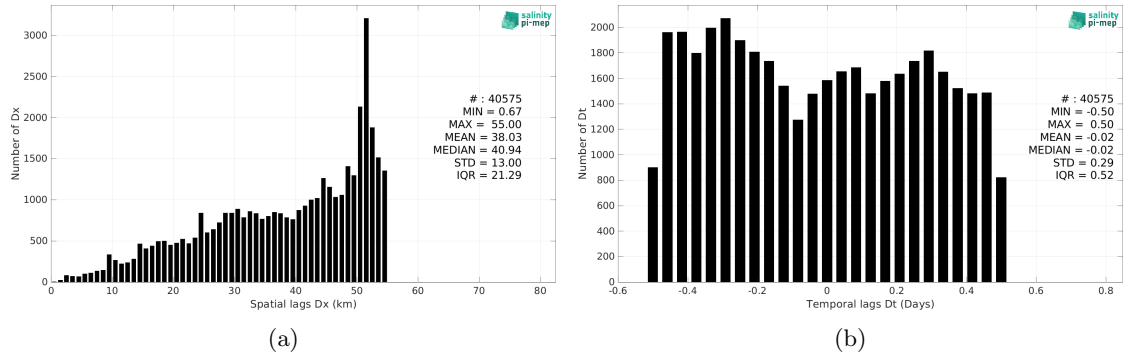 salinity
pi-mep
3000
2500
2000
1500
1000
500
0
Number of Dx
# : 40575
MIN = 0.67
MAX = 55.00
MEAN = 38.03
MEDIAN = 40.94
STD = 13.00
IQR = 21.29
0 10 20 30 40 50 60 70 80
Spatial lags Dx (km)
(a)
salinity
pi-mep
2000
1800
1600
1400
1200
1000
800
600
400
200
0
Number of Dt
# : 40575
MIN = -0.50
MAX = 0.50
MEAN = -0.02
MEDIAN = -0.02
STD = 0.29
IQR = 0.52
-0.6 -0.4 -0.2 0 0.2 0.4 0.6 0.8
Temporal lags Dt (Days)
(b)